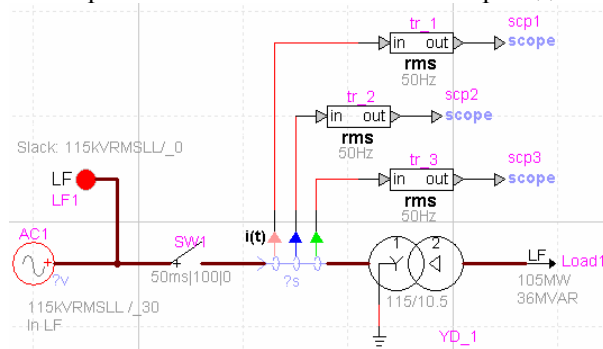 tr_1
scp1
in out
scope
rms
50Hz
tr_2
scp2
in out
scope
rms
50Hz
tr_3
scp3
in out
scope
rms
50Hz
Slack: 115kVRMSLL/_0
LF
LF1
i(t)
AC1
SW1
?v
50ms|100|0
?s
1 2
115/10.5
LF Load1
105MW
36MVAR
115kVRMSLL /_30
In LF
YD_1